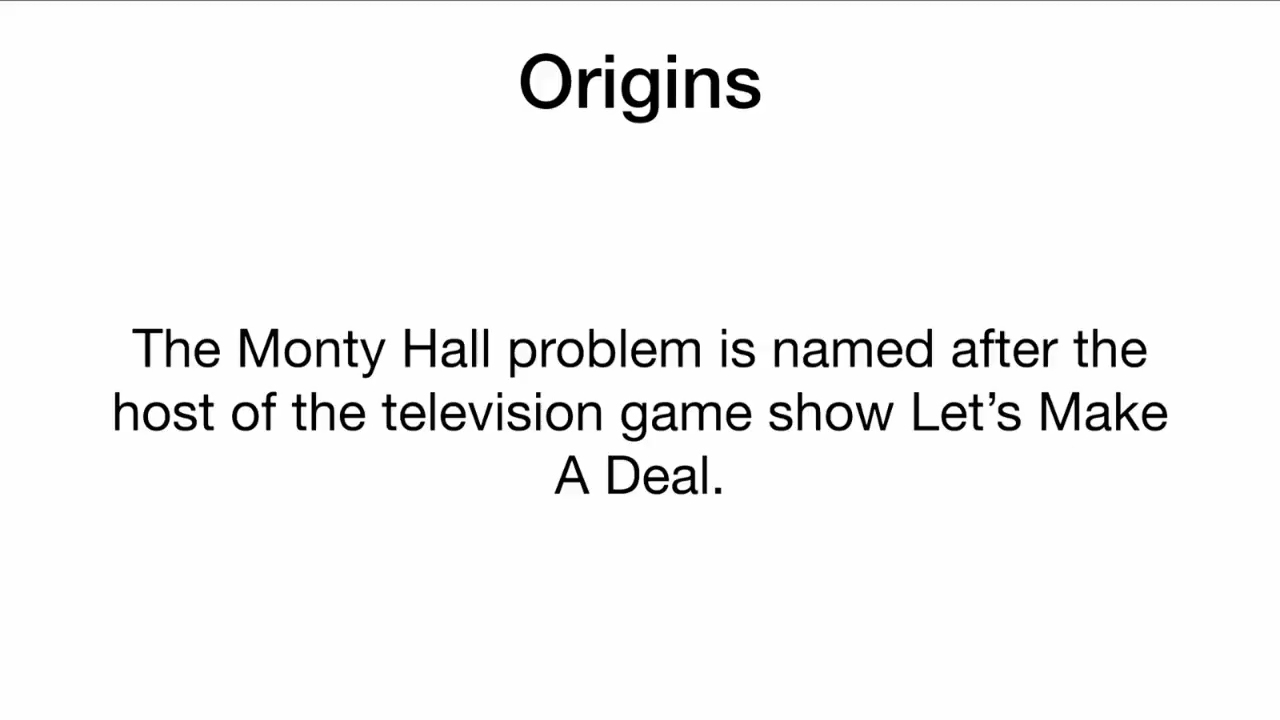 Origins
The Monty Hall problem is named after the
host of the television game show Let’s Make
A Deal.